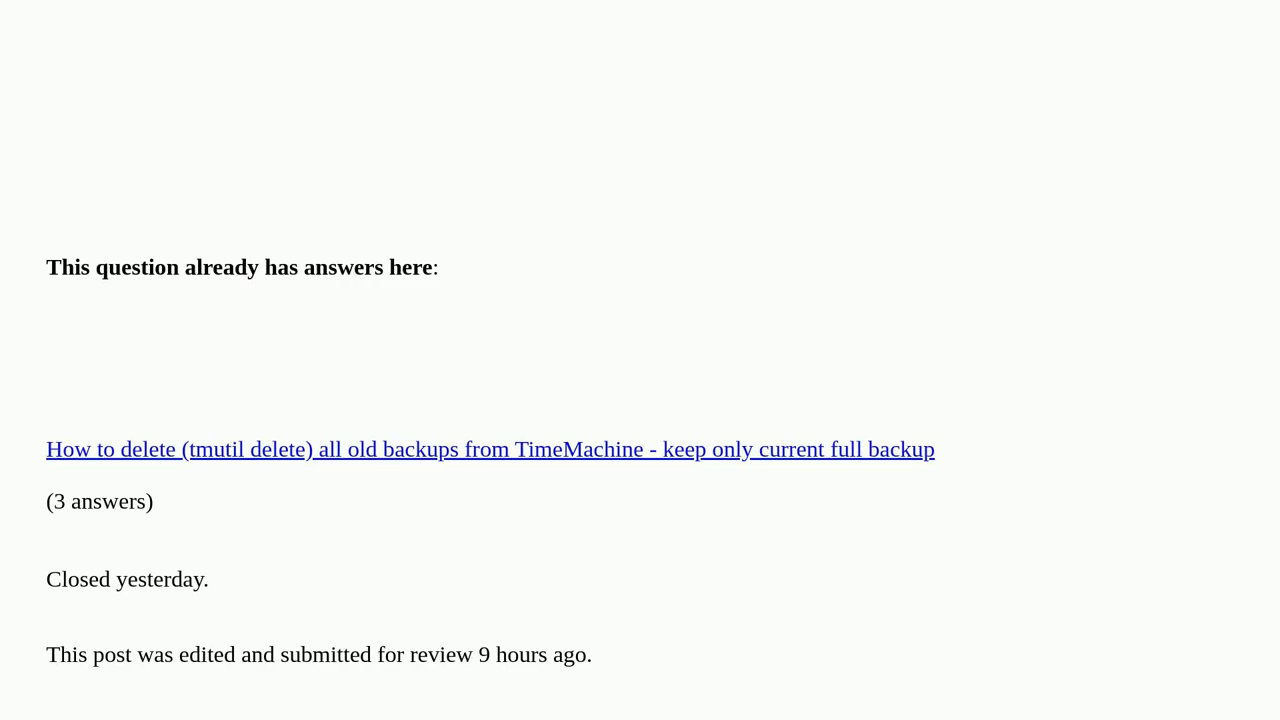 This question already has answers here:
How to delete (tmutil delete) all old backups from TimeMachine - keep only current full backup
(3 answers)
Closed yesterday.
This post was edited and submitted for review 9 hours ago.